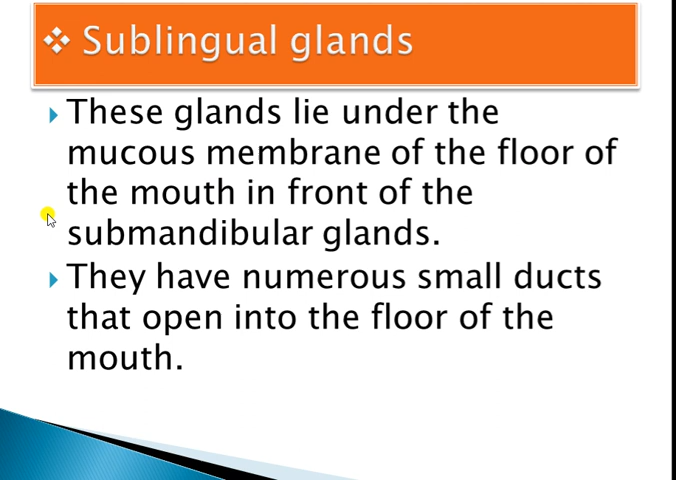 ❖ Sublingual glands
These glands lie under the
mucous membrane of the floor of
the mouth in front of the
submandibular glands.
They have numerous small ducts
that open into the floor of the
mouth.